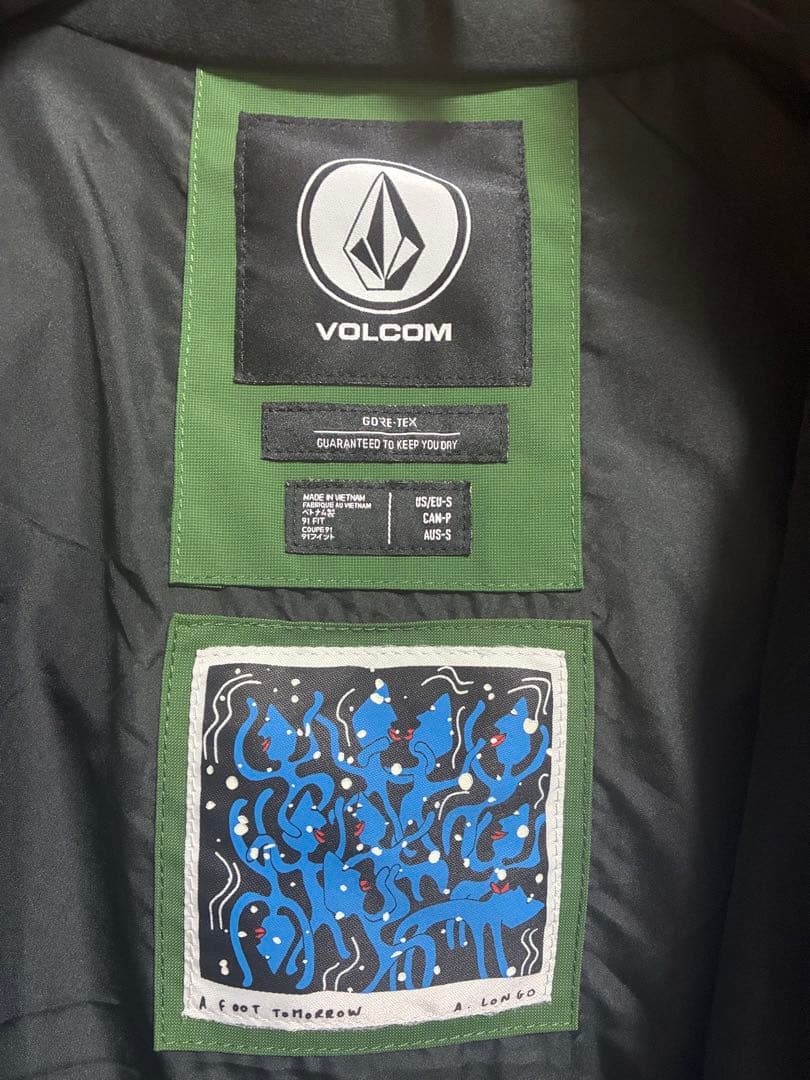 VOLCOM
GORE-TEX
GUARANTEED TO KEEP YOU DRY
MADE IN VIETNAM
FABRIQUE AU VIETNAM
ベトナム製
91 FIT
COUPE 91
91フィット
US/EU-S
CAN-P
AUS-S
A FOOT TOMORROW
A. LONGO